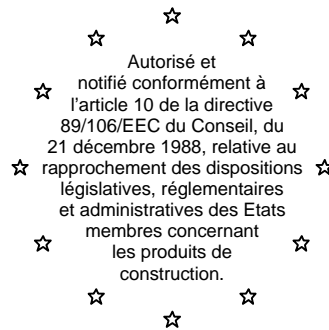 Autorisé et
notifié conformément à
l'article 10 de la directive
89/106/EEC du Conseil, du
21 décembre 1988, relative au
rapprochement des dispositions
législatives, réglementaires
et administratives des Etats
membres concernant
les produits de
construction.